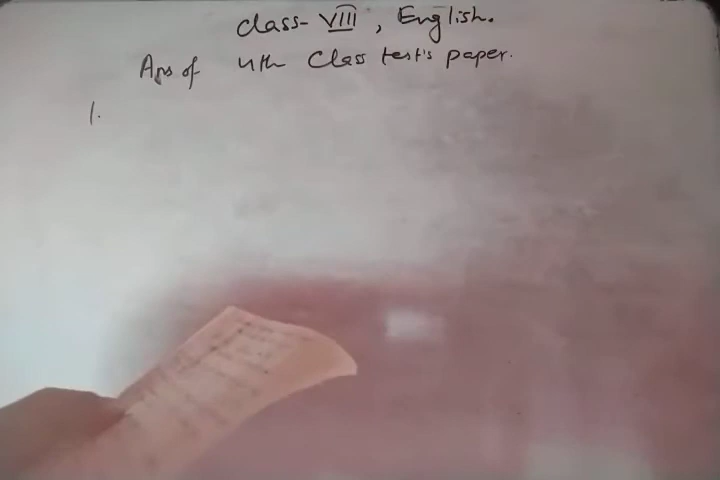 class- VIII, English.
Ans of 4th Class test's paper.
1.